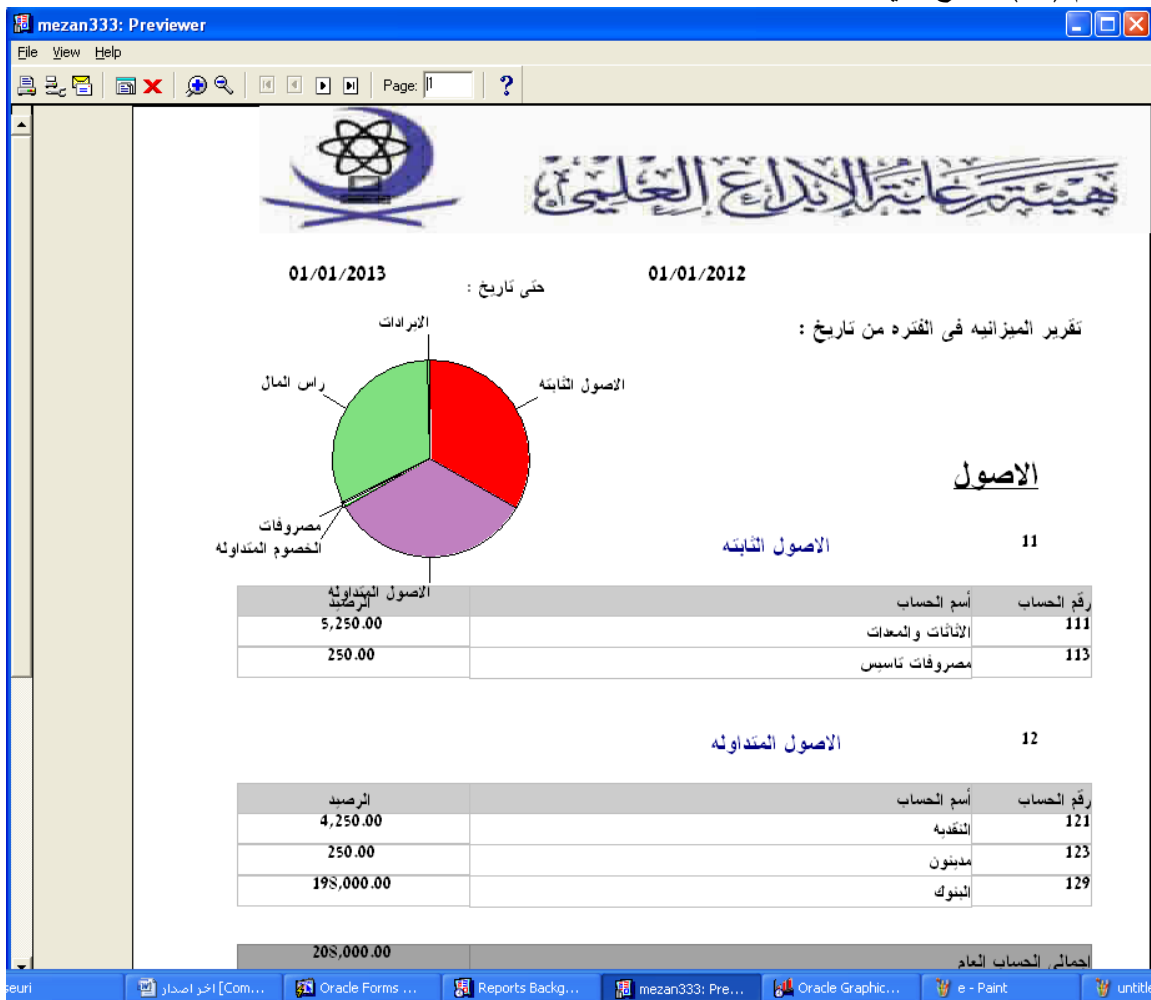 mezan333: Previewer
File View Help
Page: 1
هيئة رعاية الإبداع العلمي
01/01/2012
حتى تاريخ :
01/01/2013
تقرير الميزانيه فى الفتره من تاريخ :
الايرادات
راس المال
الاصول الثابته
مصروفات
الخصوم المتداوله
الاصول المتداوله
الاصول
11 الاصول الثابته
رقم الحساب أسم الحساب الرصيد
111 الاثاثات والمعدات 5,250.00
113 مصروفات تاسيس 250.00
12 الاصول المتداوله
رقم الحساب أسم الحساب الرصيد
121 النقديه 4,250.00
123 مدينون 250.00
129 البنوك 198,000.00
اجمالى الحساب العام 208,000.00
seuri
اخر اصدار [Com...
Oracle Forms ...
Reports Backg...
mezan333: Pre...
Oracle Graphic...
e - Paint
untitle